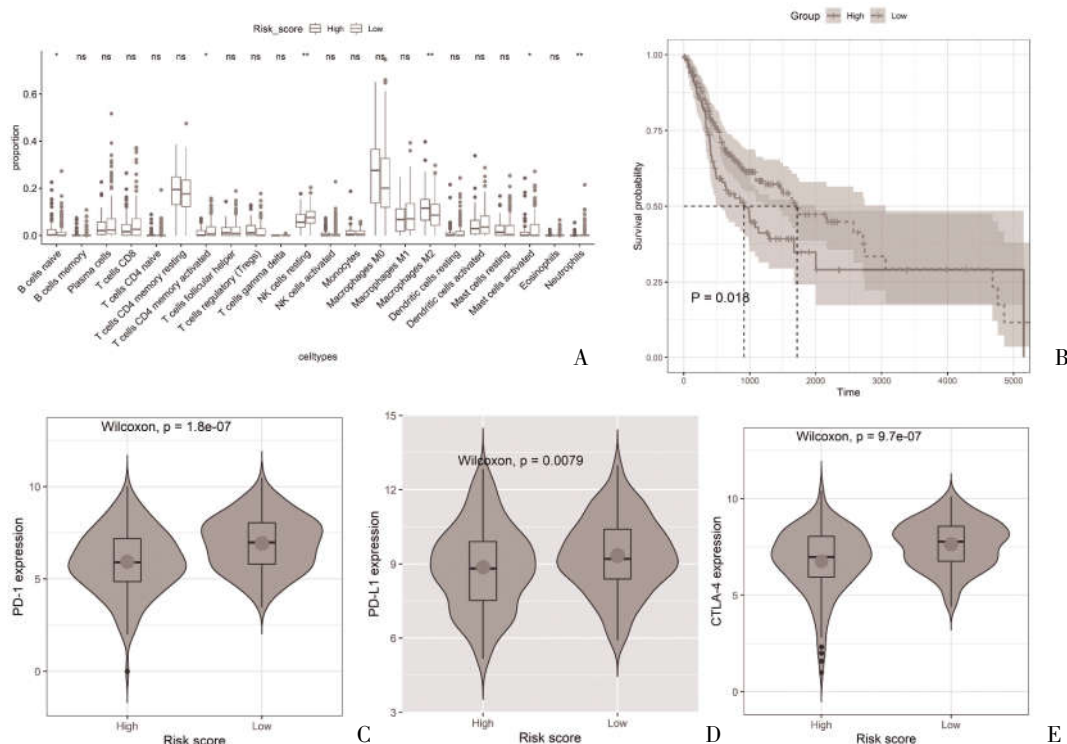 Risk_score High Low
* ns ns ns ns ns * ns ns ns ** ns ns ns ns ** ns ns ns * ns **
proportion
0.6
0.4
0.2
0.0
B cells naive
B cells memory
Plasma cells
T cells CD8
T cells CD4 naive
T cells CD4 memory resting
T cells CD4 memory activated
T cells follicular helper
T cells regulatory (Tregs)
T cells gamma delta
NK cells resting
NK cells activated
Monocytes
Macrophages M0
Macrophages M1
Macrophages M2
Dendritic cells resting
Dendritic cells activated
Mast cells resting
Mast cells activated
Eosinophils
Neutrophils
celltypes
A
Group High Low
Survival probability
1.00
0.75
0.50
0.25
0.00
P = 0.018
0 1000 2000 3000 4000 5000
Time
B
Wilcoxon, p = 1.8e-07
PD-1 expression
10
5
0
High Low
Risk score
C
Wilcoxon, p = 0.0079
PD-L1 expression
15
12
9
6
3
High Low
Risk score
D
Wilcoxon, p = 9.7e-07
CTLA-4 expression
10
5
0
High Low
Risk score
E